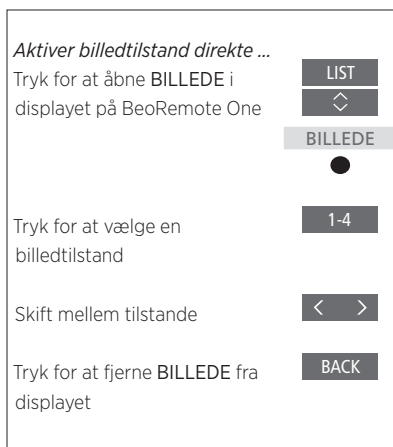 Aktiver billedtilstand direkte ...
Tryk for at åbne BILLEDE i
displayet på BeoRemote One
LIST
BILLEDE
Tryk for at vælge en
billedtilstand
1-4
Skift mellem tilstande
< >
Tryk for at fjerne BILLEDE fra
displayet
BACK